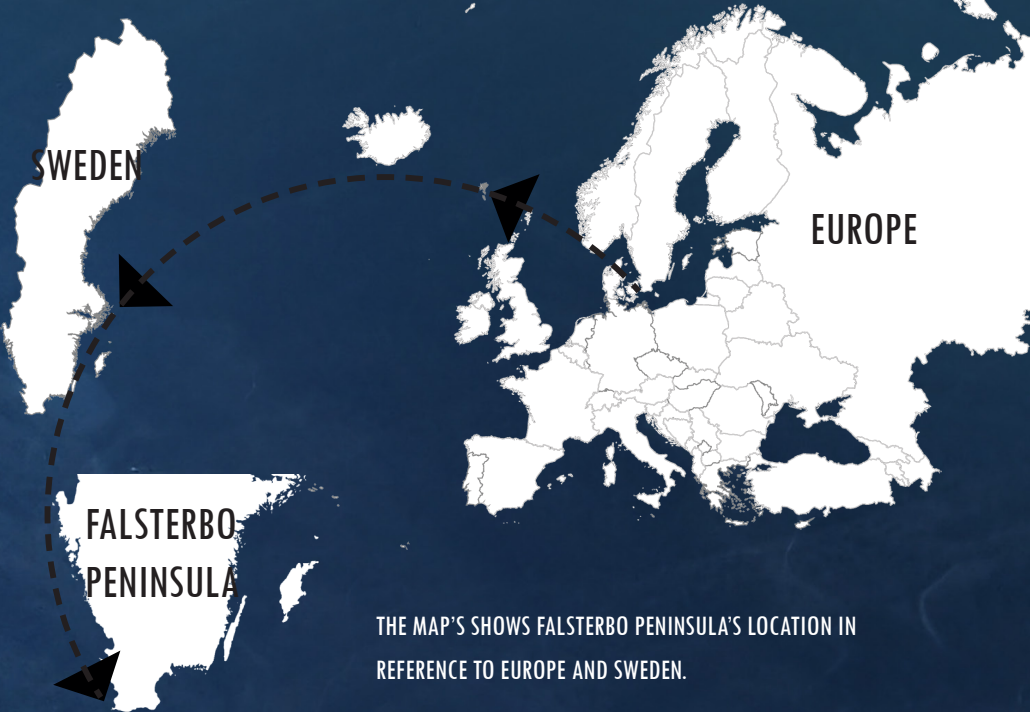 SWEDEN
EUROPE
FALSTERBO
PENINSULA
THE MAP'S SHOWS FALSTERBO PENINSULA'S LOCATION IN
REFERENCE TO EUROPE AND SWEDEN.